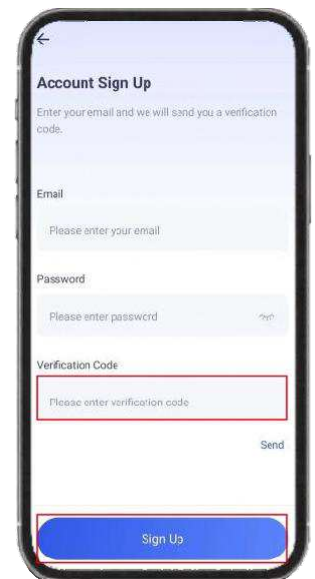 Account Sign Up
Enter your email and we will send you a verification
code.
Email
Please enter your email
Password
Please enter password
Verification Code
Please enter verification code
Send
Sign Up